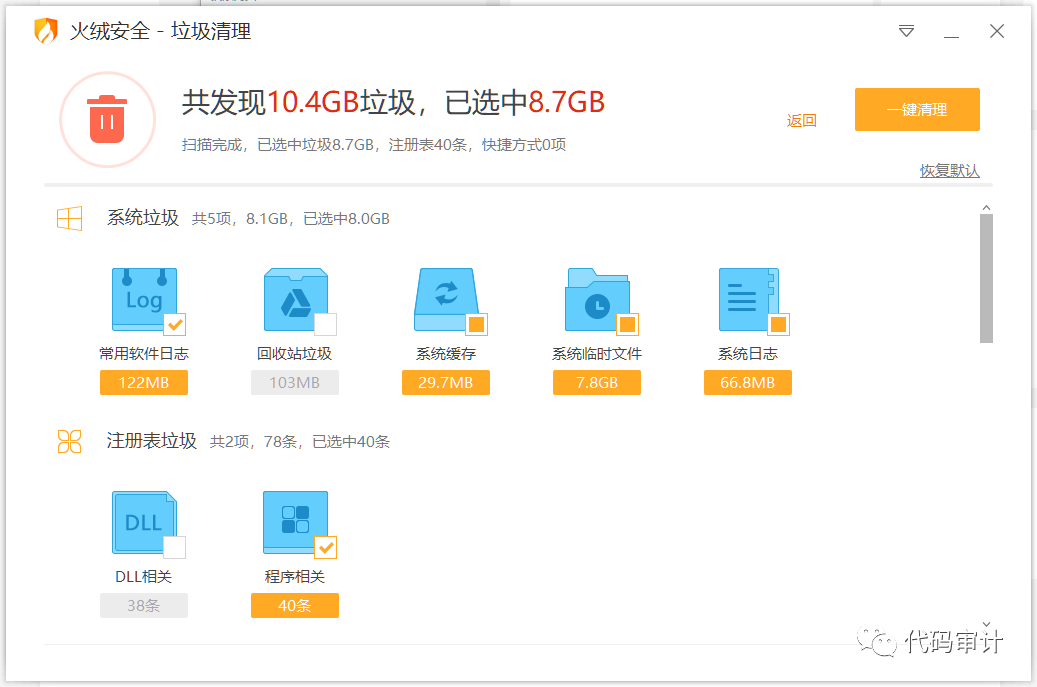 火绒安全 - 垃圾清理
共发现10.4GB垃圾，已选中8.7GB
扫描完成，已选中垃圾8.7GB，注册表40条，快捷方式0项
返回
一键清理
恢复默认
系统垃圾 共5项，8.1GB，已选中8.0GB
Log
常用软件日志 回收站垃圾 系统缓存 系统临时文件 系统日志
122MB 103MB 29.7MB 7.8GB 66.8MB
注册表垃圾 共2项，78条，已选中40条
DLL
DLL相关 程序相关
38条 40条
代码审计